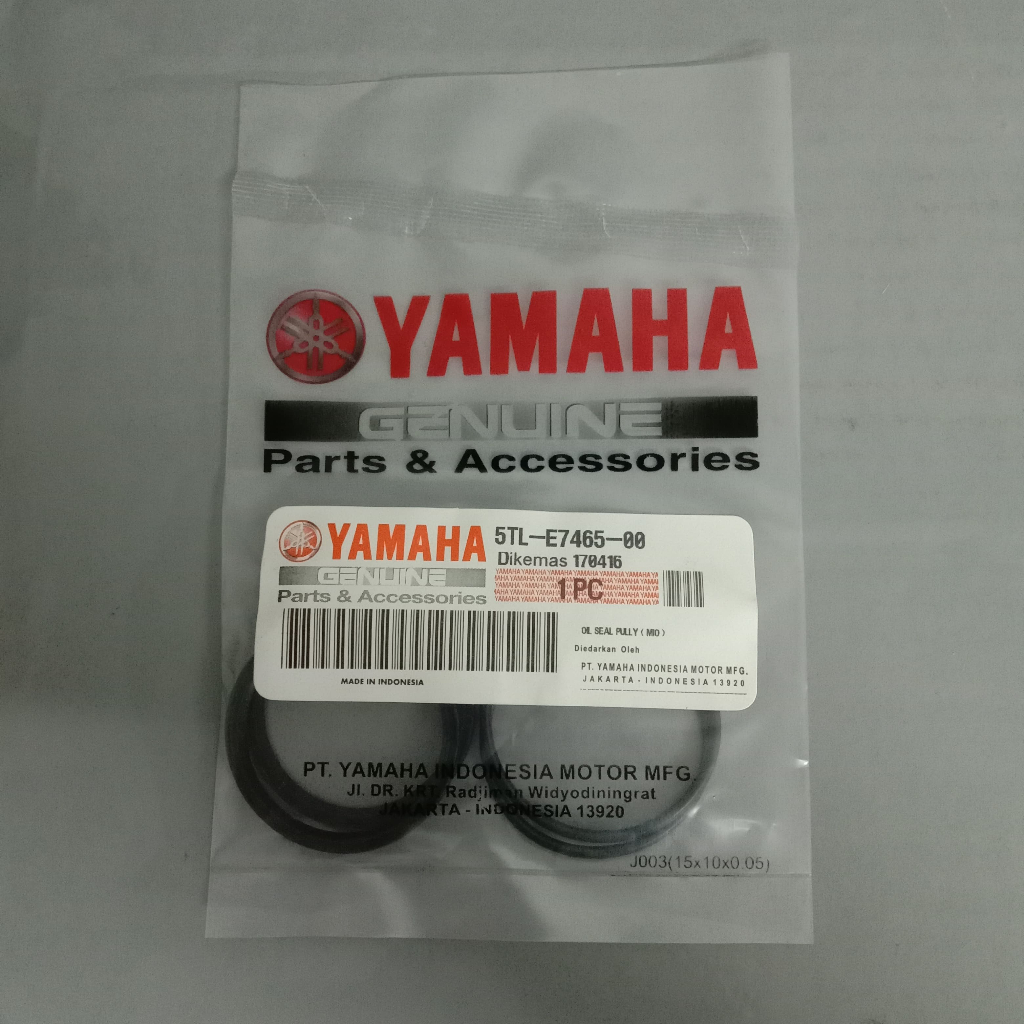 YAMAHA
GENUINE
Parts & Accessories
YAMAHA 5TL-E7465-00
Dikemas 170416
GENUINE
Parts & Accessories
1 PC
OIL SEAL PULLY ( MIO )
Diedarkan Oleh
PT. YAMAHA INDONESIA MOTOR MFG.
JAKARTA - INDONESIA 13920
MADE IN INDONESIA
PT. YAMAHA INDONESIA MOTOR MFG.
Jl. DR. KRT. Radjiman Widyodiningrat
JAKARTA - INDONESIA 13920
J003(15x10x0.05)